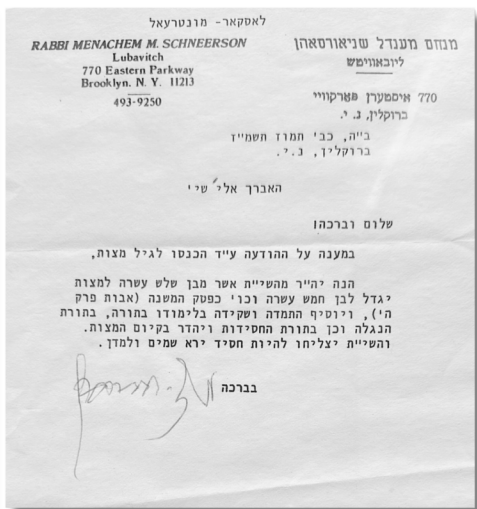 לאסקאר- מונטרעאל
RABBI MENACHEM M. SCHNEERSON
Lubavitch
770 Eastern Parkway
Brooklyn. N. Y. 11213
493-9250
מנחם מענדל שניאורסאהן
ליובאוויטש
770 איסטערן פארקוויי
ברוקלין, נ. י.
ב"ה, כב' תמוז תשמ"ז
ברוקלין, נ.י.
האברך אלי' שי'
שלום וברכה!
במענה על ההודעה ע"ד הכנסו לגיל מצות,
הנה יה"ר מהשי"ת אשר מבן שלש עשרה למצות
יגדל לבן חמש עשרה וכו' כפסק המשנה (אבות פרק
ה'), ויוסיף התמדה ושקידה בלימודו בתורה, בתורת
הנגלה וכן בתורת החסידות ויהדר בקיום המצות.
והשי"ת יצליחו להיות חסיד ירא שמים ולמדן.
בברכה